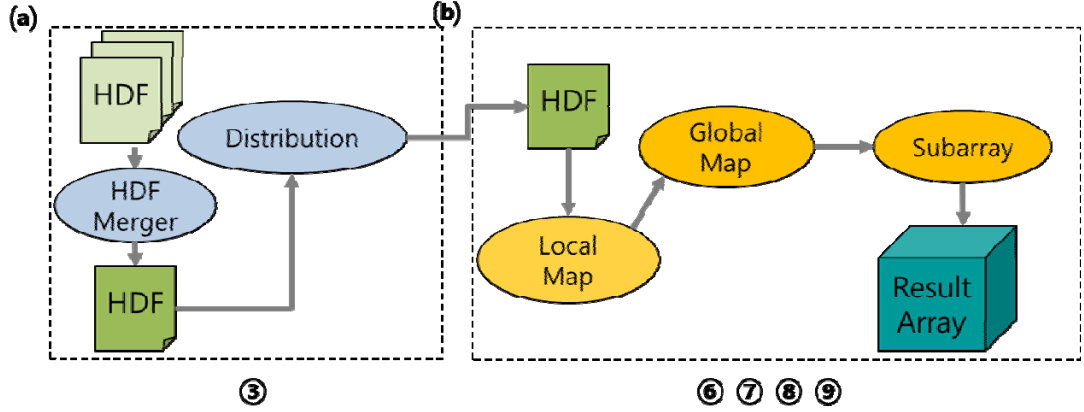 (a)
HDF
HDF
Merger
HDF
Distribution
③
(b)
HDF
Local
Map
Global
Map
Subarray
Result
Array
⑥ ⑦ ⑧ ⑨